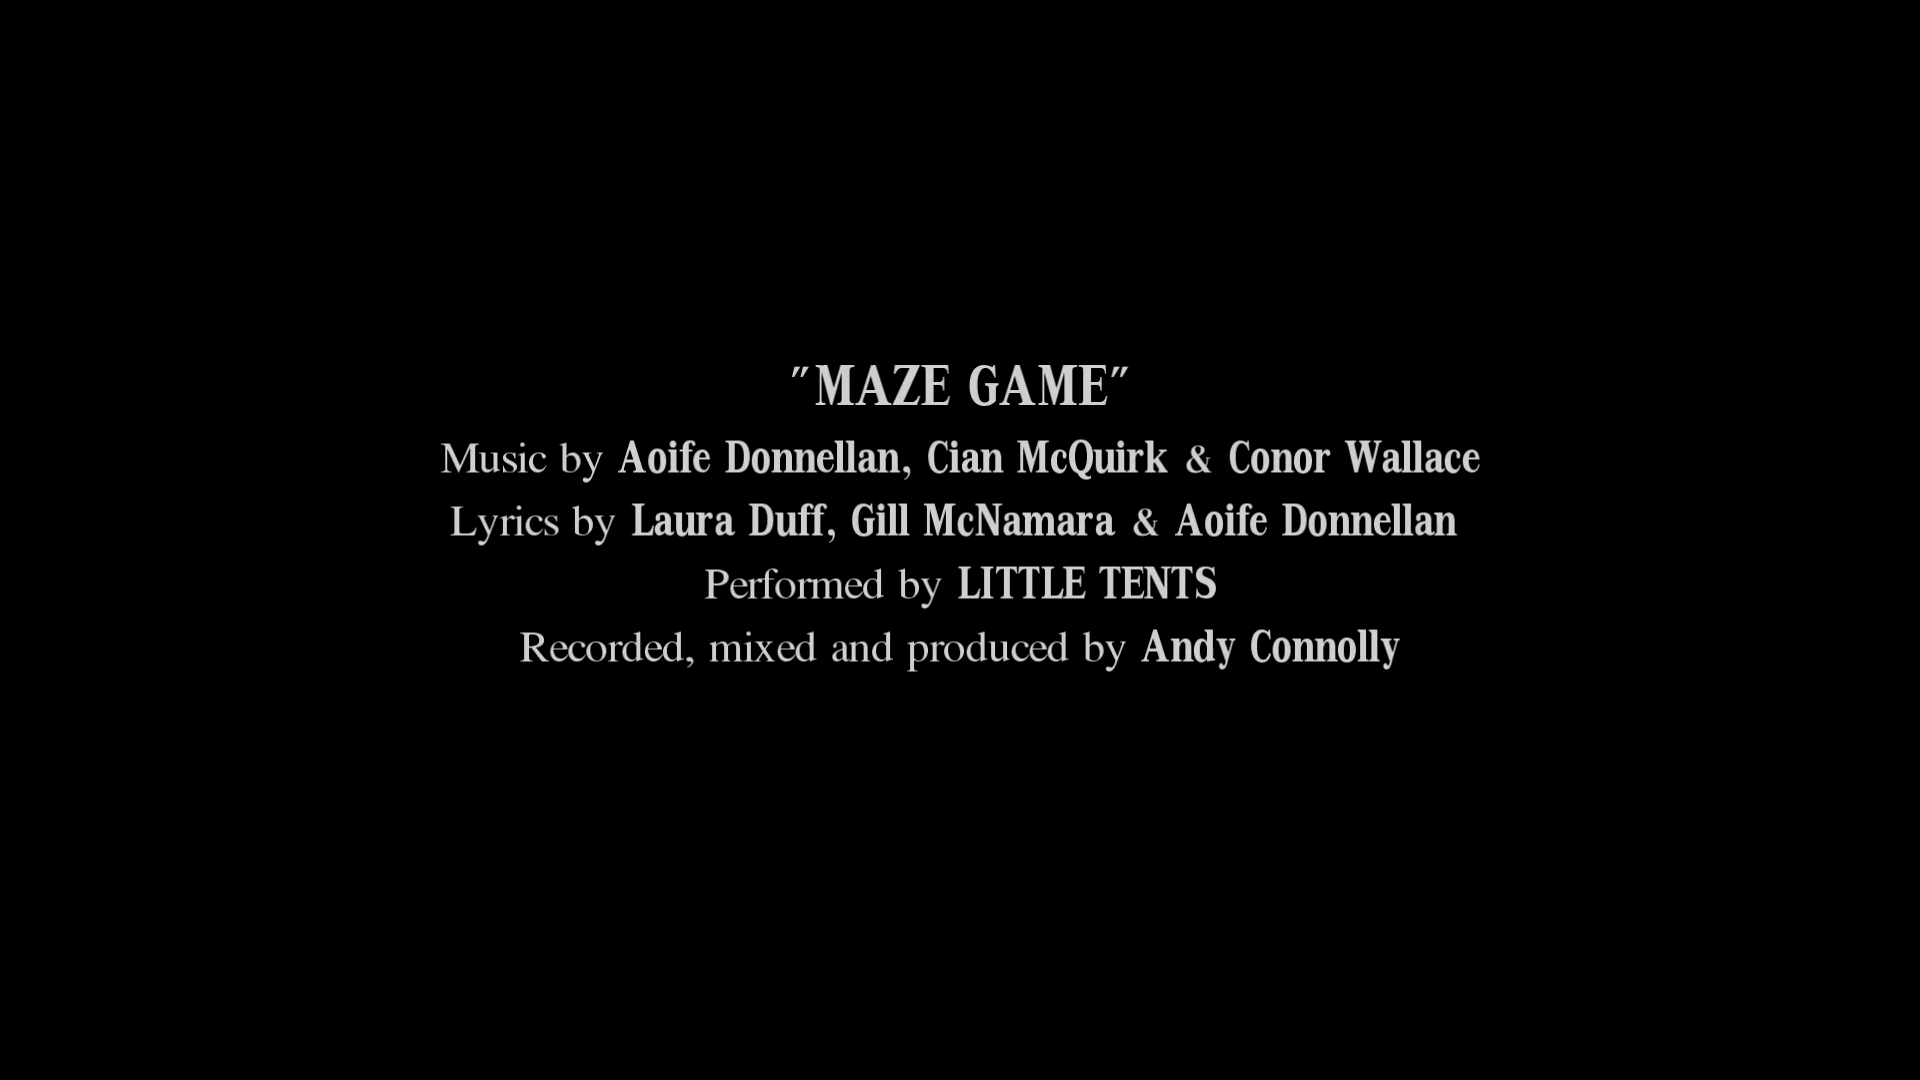 "MAZE GAME"
Music by Aoife Donnellan, Cian McQuirk & Conor Wallace
Lyrics by Laura Duff, Gill McNamara & Aoife Donnellan
Performed by LITTLE TENTS
Recorded, mixed and produced by Andy Connolly